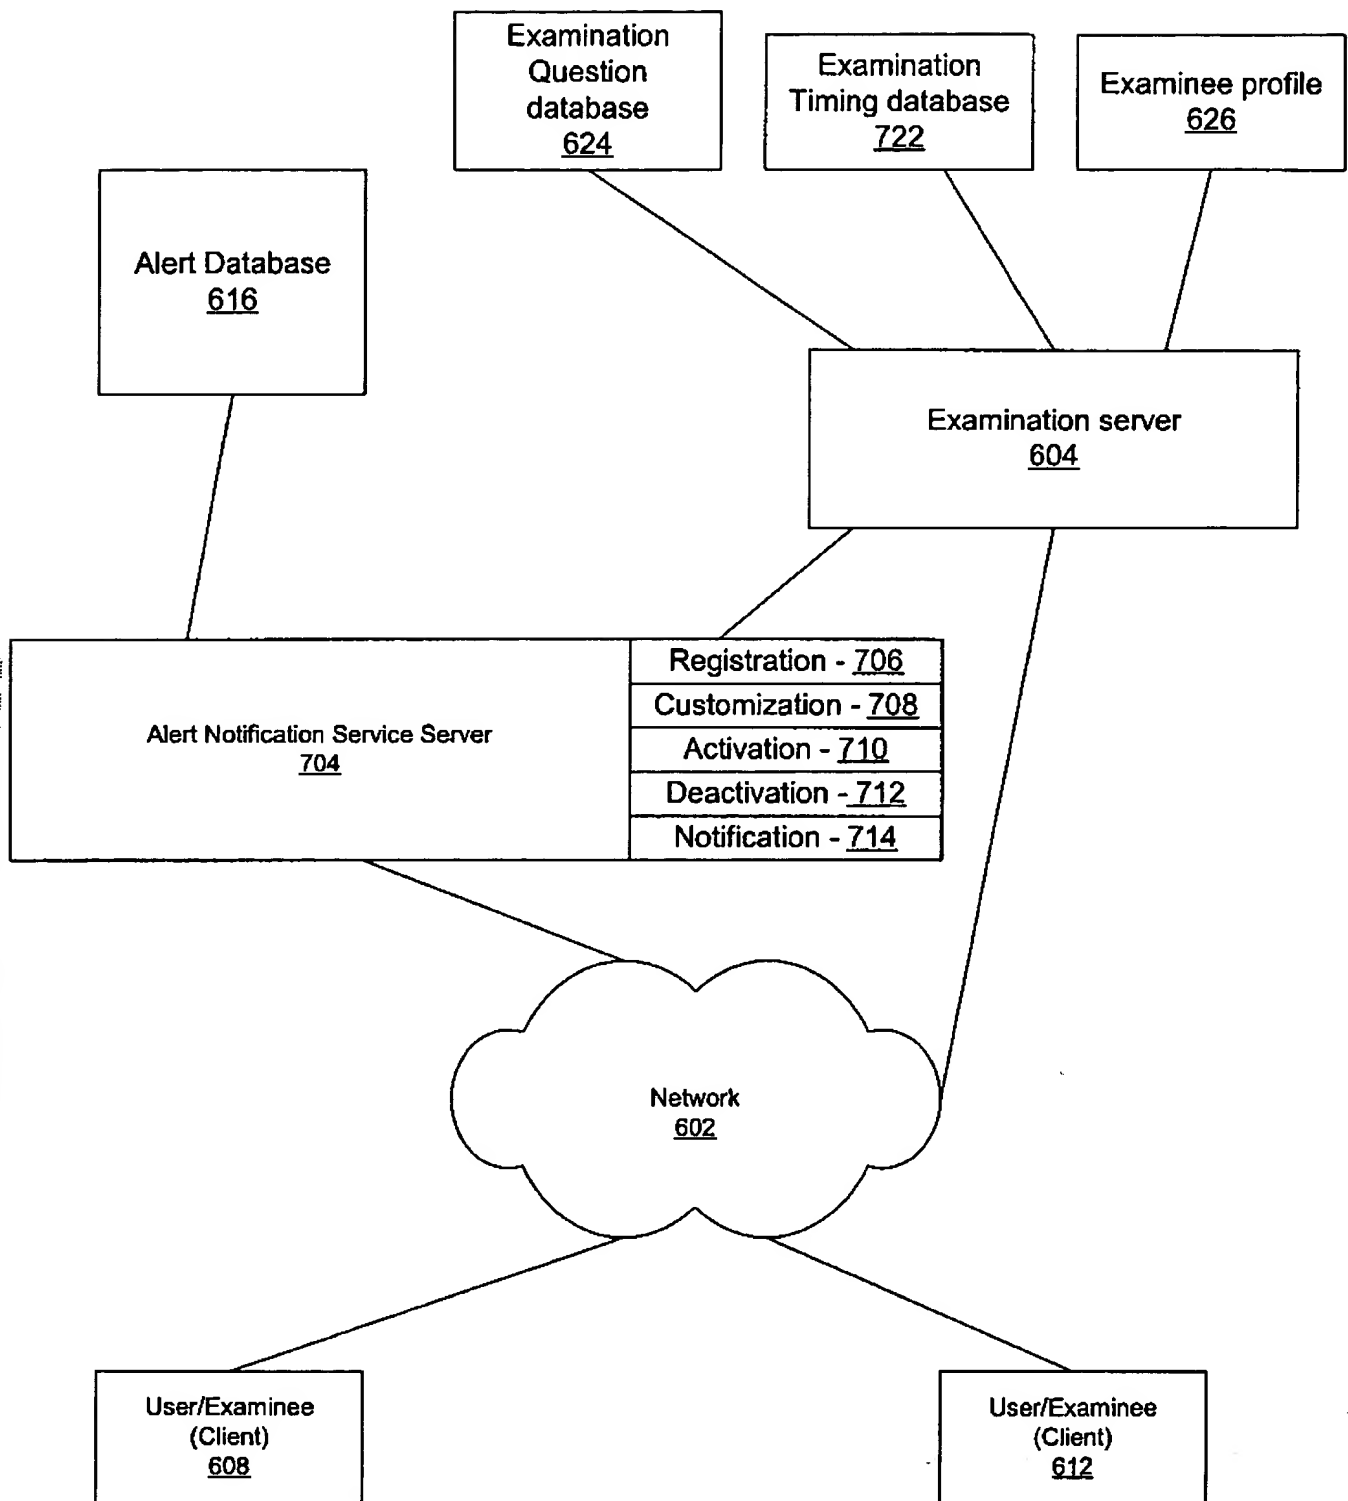 Examination
Question
database
624
Examination
Timing database
722
Examinee profile
626
Alert Database
616
Examination server
604
Alert Notification Service Server
704
Registration - 706
Customization - 708
Activation - 710
Deactivation - 712
Notification - 714
Network
602
User/Examinee
(Client)
608
User/Examinee
(Client)
612